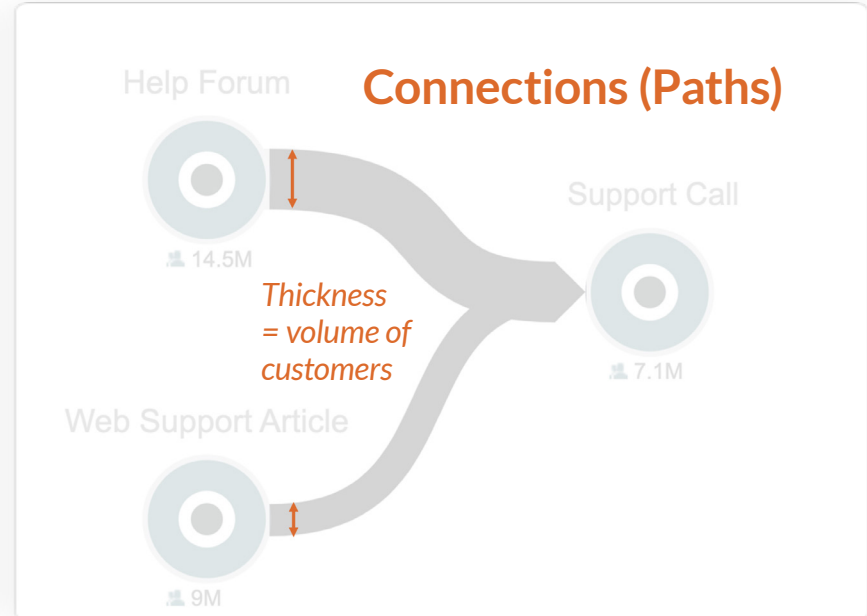 Help Forum
Connections (Paths)
Support Call
14.5M
Thickness
= volume of
customers
7.1M
Web Support Article
9M